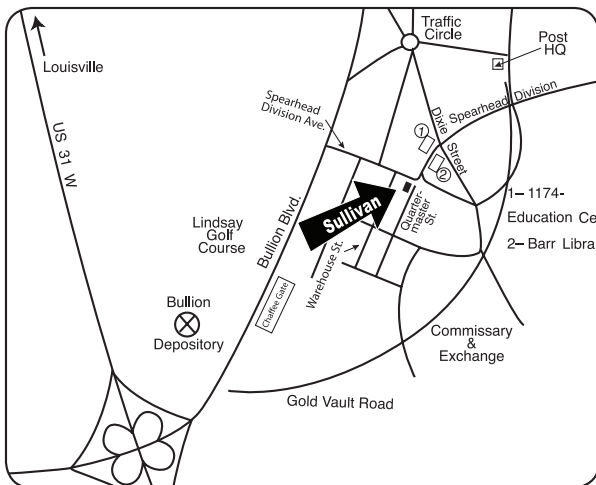 Traffic
Circle
Post
HQ
Louisville
US 31 W
Spearhead
Division Ave.
Spearhead Division
Dixie Street
1
2
Sullivan
Quarter-
master
St.
1– 1174-
Education Ce
2– Barr Libra
Lindsay
Golf
Course
Bullion Blvd.
Warehouse St.
Chaffee Gate
Bullion
Depository
Commissary
&
Exchange
Gold Vault Road